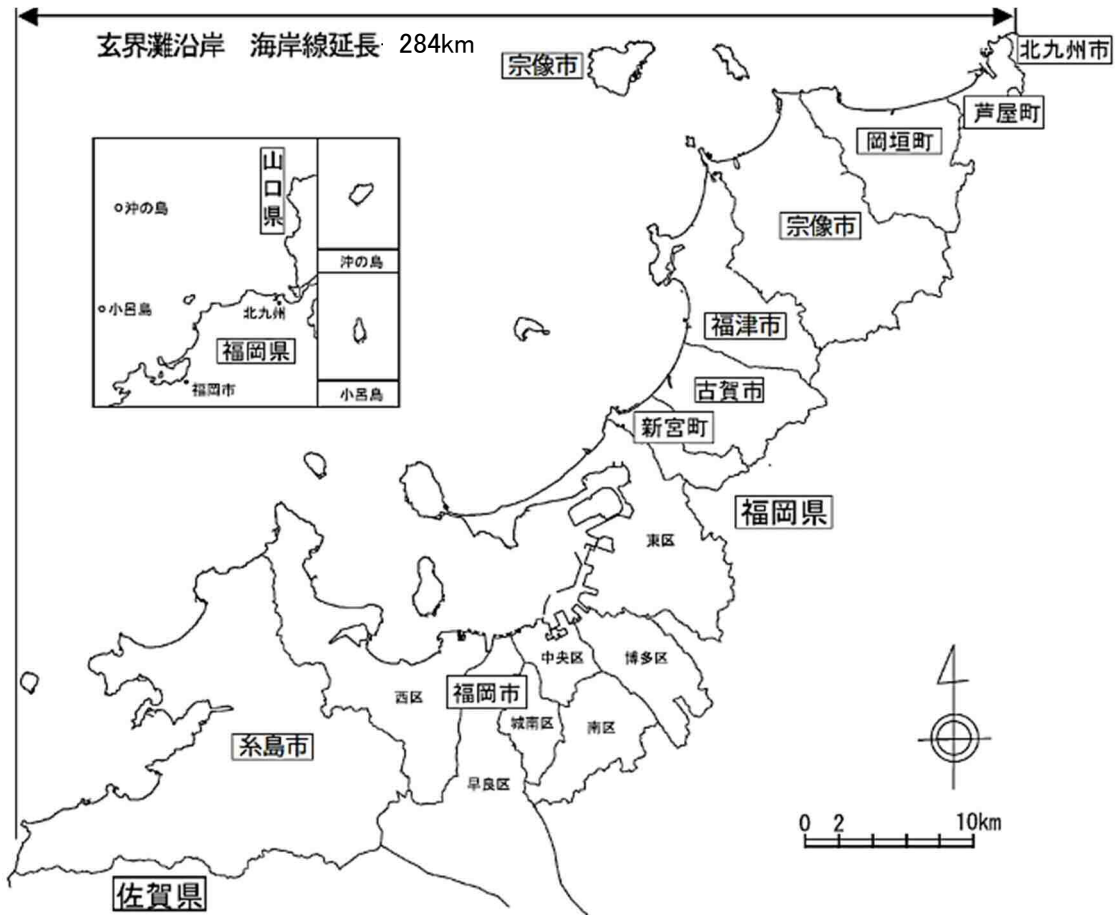 玄界灘沿岸 海岸線延長 284km
宗像市
北九州市
芦屋町
岡垣町
宗像市
山口県
沖の島
沖の島
小呂島
北九州
福岡県
福岡市
小呂島
福津市
古賀市
新宮町
福岡県
東区
中央区
博多区
西区
福岡市
城南区
南区
糸島市
早良区
0 2 10km
佐賀県